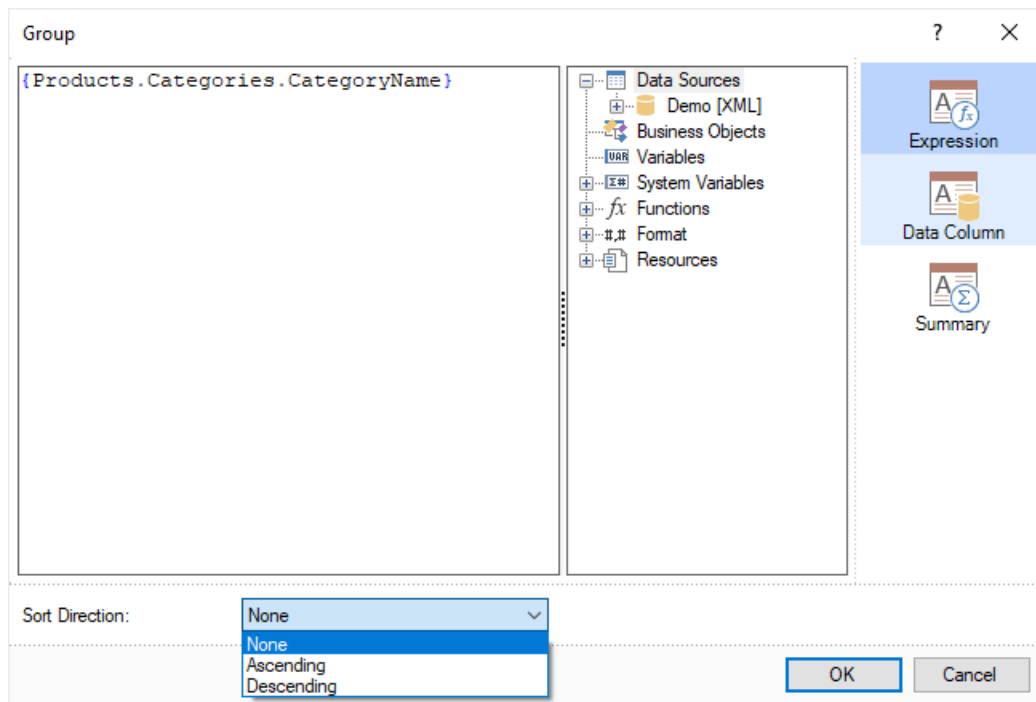 Group
?
{Products.Categories.CategoryName}
Data Sources
Demo [XML]
Business Objects
VAR Variables
Σ# System Variables
fx Functions
#,# Format
Resources
A fx
Expression
A
Data Column
A Σ
Summary
Sort Direction:
None
None
Ascending
Descending
OK
Cancel